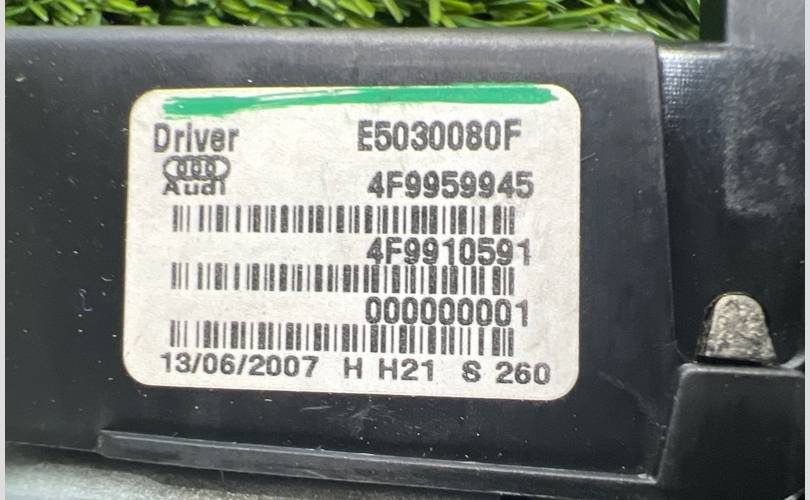 Driver E5030080F
Audi 4F9959945
4F9910591
000000001
13/06/2007 H H21 S 260